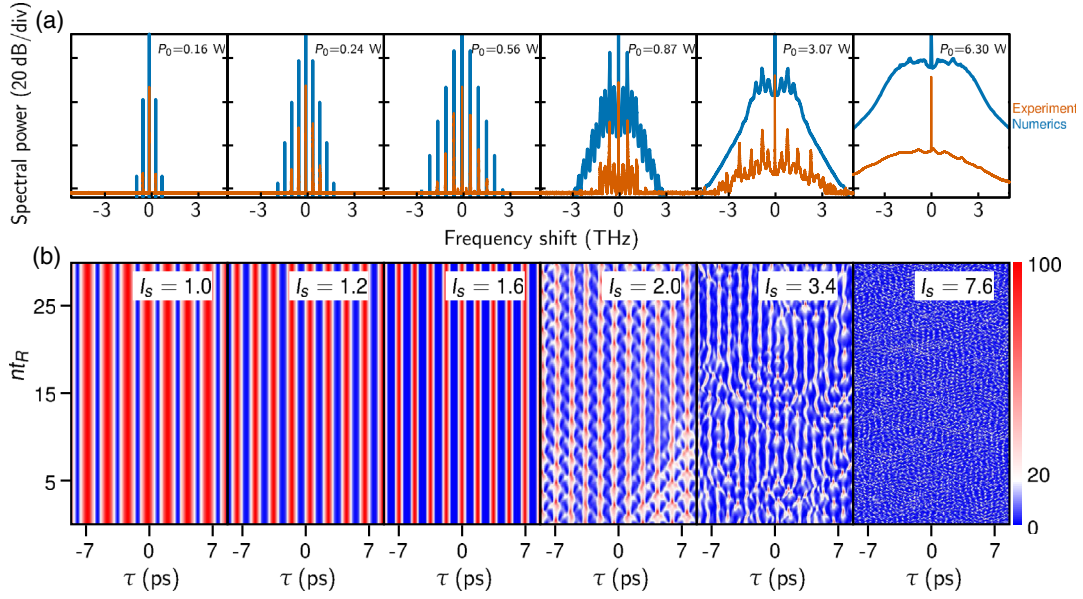 (a)
Spectral power (20 dB/div)
P₀=0.16 W
P₀=0.24 W
P₀=0.56 W
P₀=0.87 W
P₀=3.07 W
P₀=6.30 W
Experiment
Numerics
-3 0 3 -3 0 3 -3 0 3 -3 0 3 -3 0 3 -3 0 3
Frequency shift (THz)
(b)
Iₛ = 1.0
Iₛ = 1.2
Iₛ = 1.6
Iₛ = 2.0
Iₛ = 3.4
Iₛ = 7.6
100
20
0
25
15
5
ntR
-7 0 7 -7 0 7 -7 0 7 -7 0 7 -7 0 7 -7 0 7
τ (ps) τ (ps) τ (ps) τ (ps) τ (ps) τ (ps)